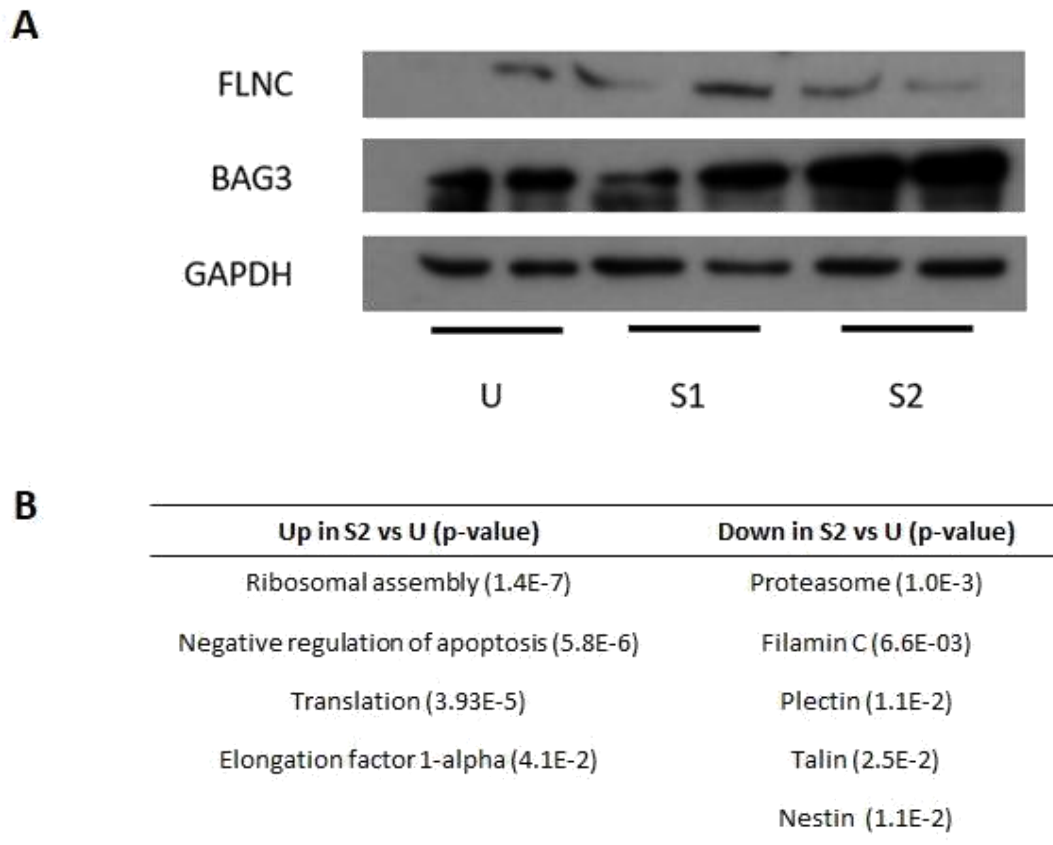 A
FLNC
BAG3
GAPDH
U S1 S2
B
Up in S2 vs U (p-value) Down in S2 vs U (p-value)
Ribosomal assembly (1.4E-7) Proteasome (1.0E-3)
Negative regulation of apoptosis (5.8E-6) Filamin C (6.6E-03)
Translation (3.93E-5) Plectin (1.1E-2)
Elongation factor 1-alpha (4.1E-2) Talin (2.5E-2)
Nestin (1.1E-2)